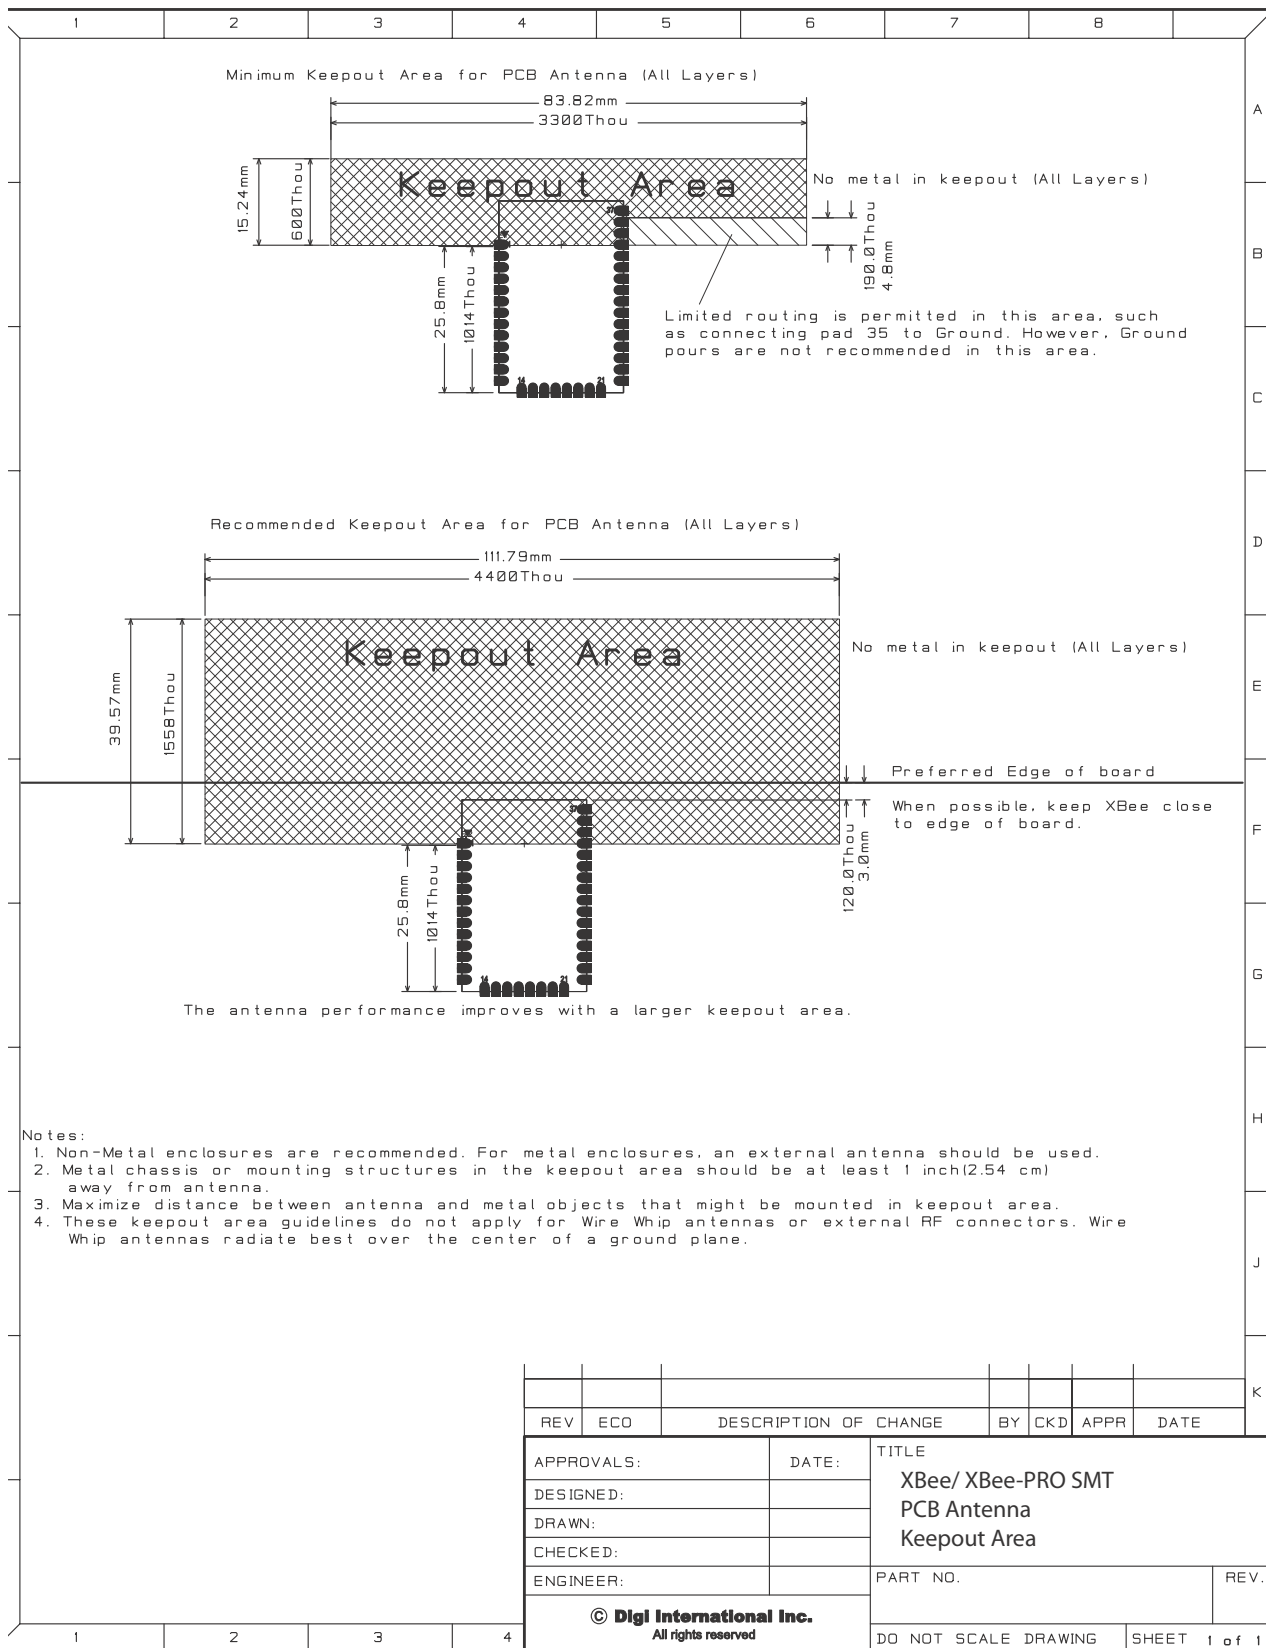 1 2 3 4 5 6 7 8
Minimum Keepout Area for PCB Antenna (All Layers)
83.82mm
3300Thou
A
15.24mm
600Thou
Keepout Area
No metal in keepout (All Layers)
37
190.0Thou
4.8mm
B
25.8mm
1014Thou
Limited routing is permitted in this area, such
as connecting pad 35 to Ground. However, Ground
pours are not recommended in this area.
14 21
C
Recommended Keepout Area for PCB Antenna (All Layers)
111.79mm
4400Thou
D
39.57mm
1558Thou
Keepout Area
No metal in keepout (All Layers)
E
Preferred Edge of board
When possible, keep XBee close
to edge of board.
37
120.0Thou
3.0mm
F
25.8mm
1014Thou
14 21
G
The antenna performance improves with a larger keepout area.
H
Notes:
1. Non-Metal enclosures are recommended. For metal enclosures, an external antenna should be used.
2. Metal chassis or mounting structures in the keepout area should be at least 1 inch(2.54 cm)
away from antenna.
3. Maximize distance between antenna and metal objects that might be mounted in keepout area.
4. These keepout area guidelines do not apply for Wire Whip antennas or external RF connectors. Wire
Whip antennas radiate best over the center of a ground plane.
J
K
REV ECO DESCRIPTION OF CHANGE BY CKD APPR DATE
APPROVALS: DATE:
TITLE
XBee/ XBee-PRO SMT
PCB Antenna
Keepout Area
DESIGNED:
DRAWN:
CHECKED:
ENGINEER:
PART NO. REV.
© Digi International Inc.
All rights reserved
DO NOT SCALE DRAWING SHEET 1 of 1
1 2 3 4